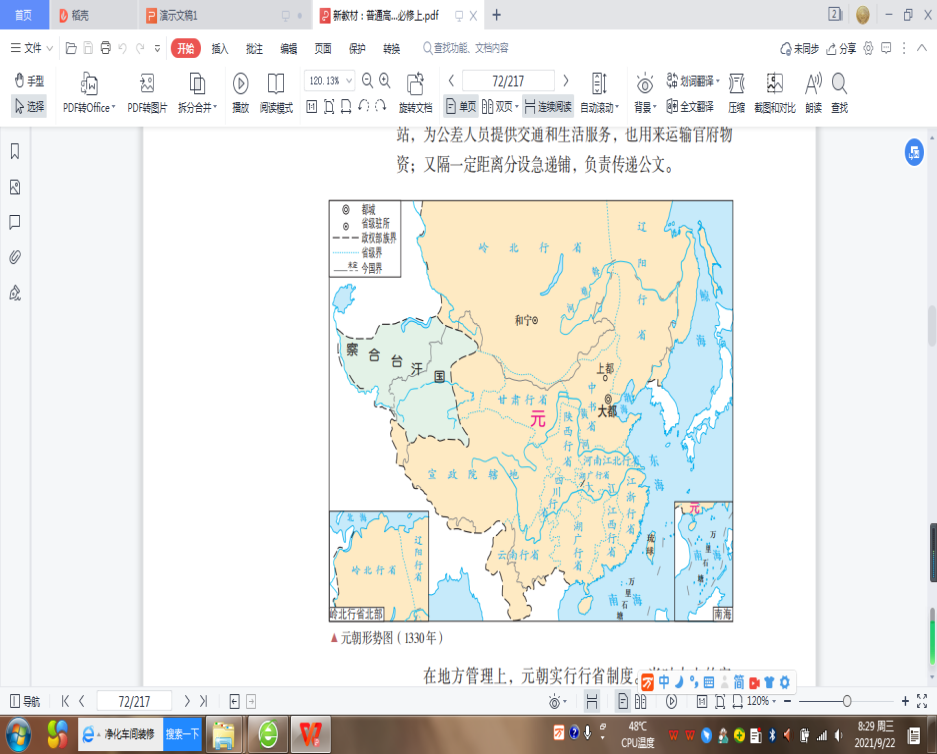 首页
稻壳
演示文稿1
新教材：普通高...必修上.pdf
+
文件
开始
插入
批注
编辑
页面
保护
转换
查找功能、文档内容
未同步
分享
手型
选择
PDF转Office
PDF转图片
拆分合并
播放
阅读模式
120.13%
旋转文档
72/217
单页
双页
连续阅读
自动滚动
背景
划词翻译
全文翻译
压缩
截图和对比
朗读
查找
站，为公差人员提供交通和生活服务，也用来运输官府物
资；又隔一定距离分设急递铺，负责传递公文。
都城
省级驻所
政权部族界
省级界
未定
今国界
岭北行省
辽阳行省
鲸海
和宁
察合台汗国
上都
大都
中书省
甘肃行省
元
陕西行省
河南江北行省
东海
宣政院辖地
四川行省
湖广行省
江西行省
江浙行省
云南行省
琉球
南海
万里石塘
北海
岭北行省
辽阳行省
岭北行省北部
元
南海
万里石塘
南海
▲ 元朝形势图（1330年）
在地方管理上，元朝实行行省制度。
导航
72/217
120%
中
简
净化车间装修
搜索一下
48℃
CPU温度
8:29 周三
2021/9/22